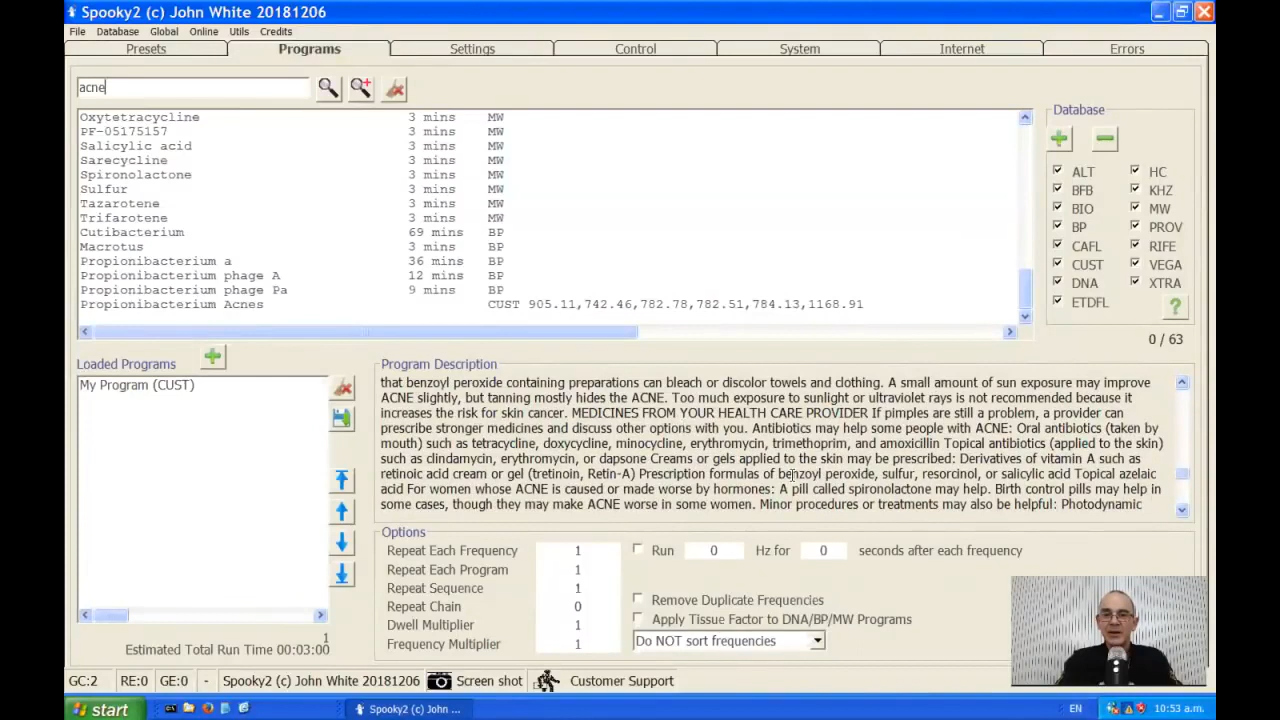 Spooky2 (c) John White 20181206
File Database Global Online Utils Credits
Presets Programs Settings Control System Internet Errors
acne
Oxytetracycline 3 mins MW
PF-05175157 3 mins MW
Salicylic acid 3 mins MW
Sarecycline 3 mins MW
Spironolactone 3 mins MW
Sulfur 3 mins MW
Tazarotene 3 mins MW
Trifarotene 3 mins MW
Cutibacterium 69 mins BP
Macrotus 3 mins BP
Propionibacterium a 36 mins BP
Propionibacterium phage A 12 mins BP
Propionibacterium phage Pa 9 mins BP
Propionibacterium Acnes CUST 905.11,742.46,782.78,782.51,784.13,1168.91
Database
ALT HC
BFB KHZ
BIO MW
BP PROV
CAFL RIFE
CUST VEGA
DNA XTRA
ETDFL ?
0 / 63
Loaded Programs
My Program (CUST)
1
Estimated Total Run Time 00:03:00
Program Description
that benzoyl peroxide containing preparations can bleach or discolor towels and clothing. A small amount of sun exposure may improve
ACNE slightly, but tanning mostly hides the ACNE. Too much exposure to sunlight or ultraviolet rays is not recommended because it
increases the risk for skin cancer. MEDICINES FROM YOUR HEALTH CARE PROVIDER If pimples are still a problem, a provider can
prescribe stronger medicines and discuss other options with you. Antibiotics may help some people with ACNE: Oral antibiotics (taken by
mouth) such as tetracycline, doxycycline, minocycline, erythromycin, trimethoprim, and amoxicillin Topical antibiotics (applied to the skin)
such as clindamycin, erythromycin, or dapsone Creams or gels applied to the skin may be prescribed: Derivatives of vitamin A such as
retinoic acid cream or gel (tretinoin, Retin-A) Prescription formulas of benzoyl peroxide, sulfur, resorcinol, or salicylic acid Topical azelaic
acid For women whose ACNE is caused or made worse by hormones: A pill called spironolactone may help. Birth control pills may help in
some cases, though they may make ACNE worse in some women. Minor procedures or treatments may also be helpful: Photodynamic
Options
Repeat Each Frequency 1 Run 0 Hz for 0 seconds after each frequency
Repeat Each Program 1
Repeat Sequence 1
Repeat Chain 0 Remove Duplicate Frequencies
Dwell Multiplier 1 Apply Tissue Factor to DNA/BP/MW Programs
Frequency Multiplier 1 Do NOT sort frequencies
GC:2 RE:0 GE:0 - Spooky2 (c) John White 20181206 Screen shot Customer Support
start Spooky2 (c) John ... EN 10:53 a.m.